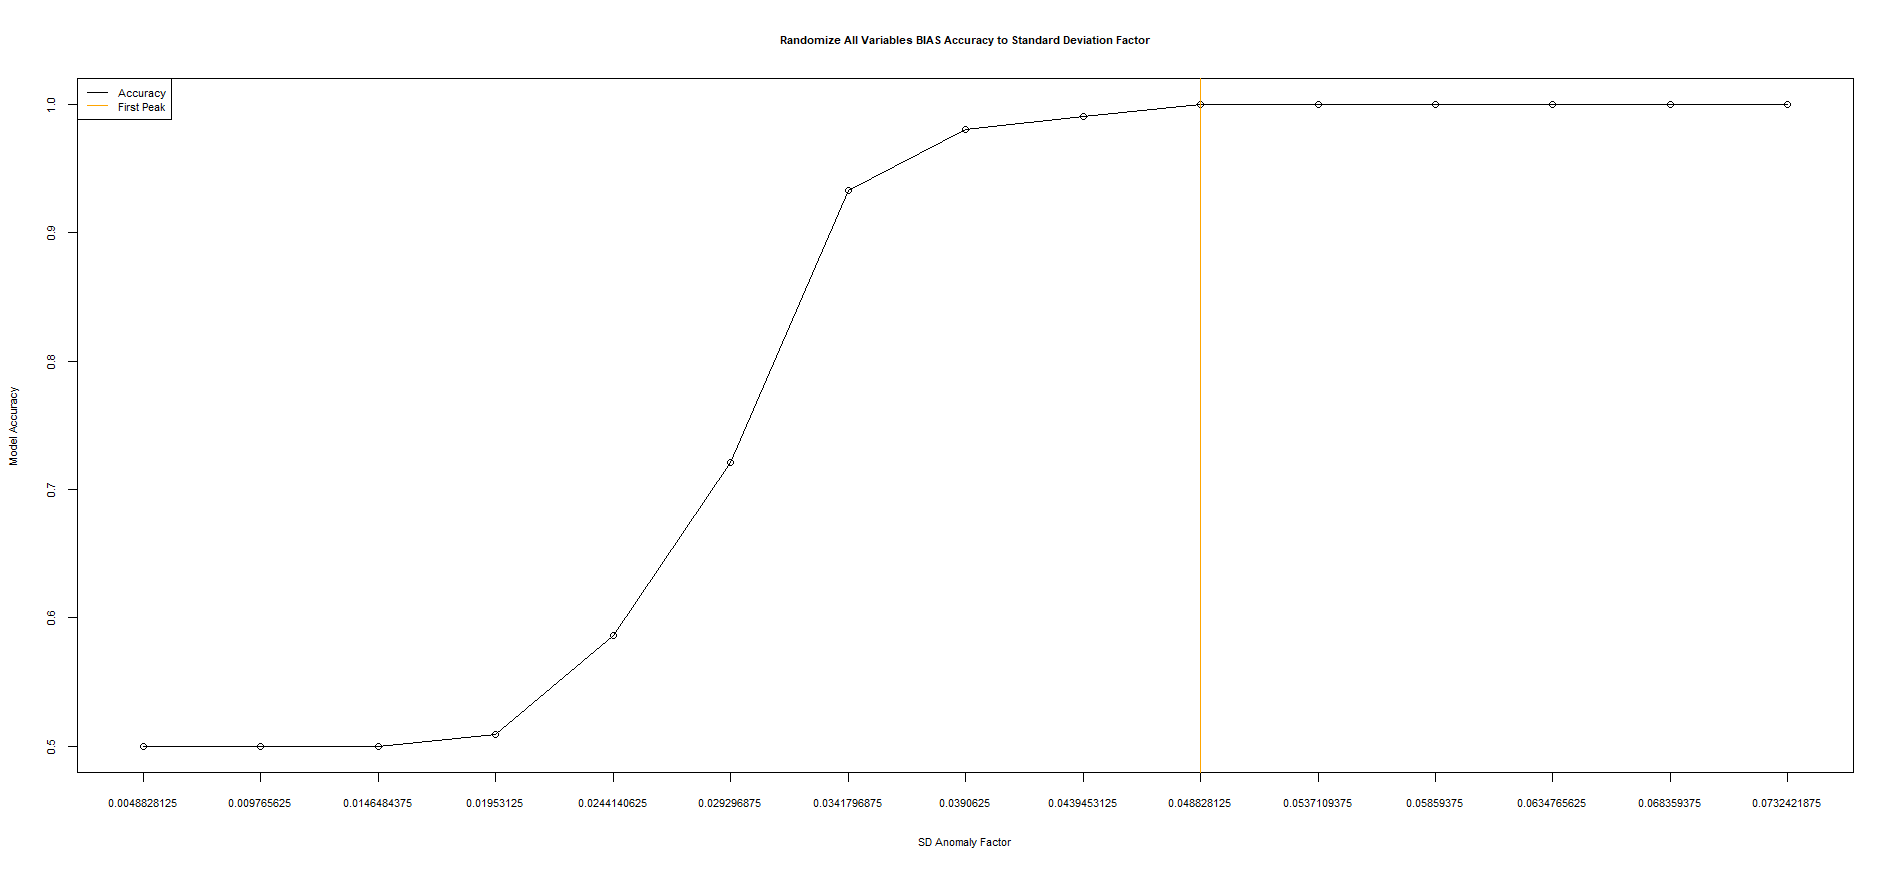 Randomize All Variables BIAS Accuracy to Standard Deviation Factor
Accuracy
First Peak
1.0
0.9
0.8
0.7
0.6
0.5
Model Accuracy
0.0048828125 0.009765625 0.0146484375 0.01953125 0.0244140625 0.029296875 0.0341796875 0.0390625 0.0439453125 0.048828125 0.0537109375 0.05859375 0.0634765625 0.068359375 0.0732421875
SD Anomaly Factor